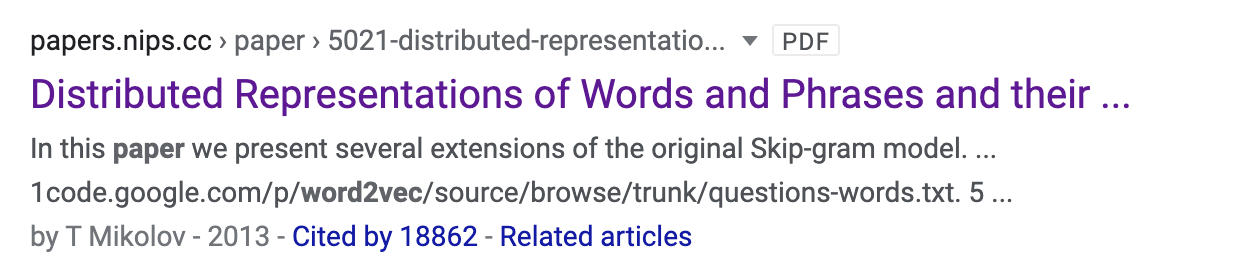 papers.nips.cc › paper › 5021-distributed-representatio... ▼ PDF
Distributed Representations of Words and Phrases and their ...
In this paper we present several extensions of the original Skip-gram model. ...
1code.google.com/p/word2vec/source/browse/trunk/questions-words.txt. 5 ...
by T Mikolov - 2013 - Cited by 18862 - Related articles